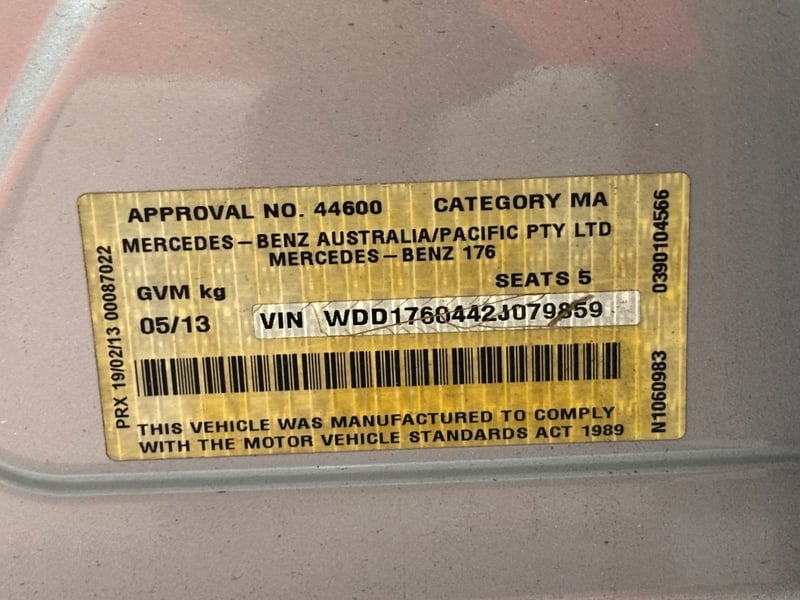 APPROVAL NO. 44600 CATEGORY MA
MERCEDES-BENZ AUSTRALIA/PACIFIC PTY LTD
MERCEDES-BENZ 176
SEATS 5
GVM kg
05/13 VIN WDD1760442J079859
THIS VEHICLE WAS MANUFACTURED TO COMPLY
WITH THE MOTOR VEHICLE STANDARDS ACT 1989
PRX 19/02/13 00087022
N1060983 0390104566